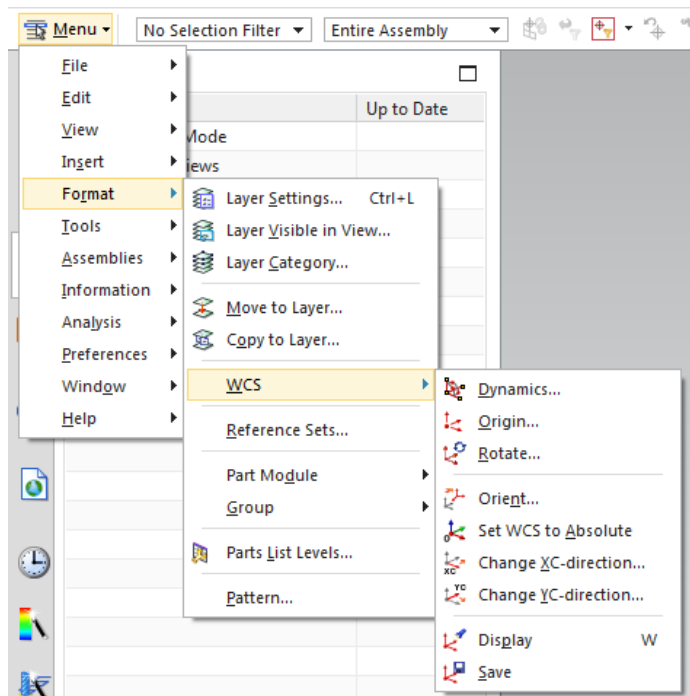 Menu
No Selection Filter
Entire Assembly
File
Edit
View
Insert
Format
Tools
Assemblies
Information
Analysis
Preferences
Window
Help
Up to Date
Mode
iews
Layer Settings... Ctrl+L
Layer Visible in View...
Layer Category...
Move to Layer...
Copy to Layer...
WCS
Reference Sets...
Part Module
Group
Parts List Levels...
Pattern...
Dynamics...
Origin...
Rotate...
Orient...
Set WCS to Absolute
XC
Change XC-direction...
YC
Change YC-direction...
Display W
Save